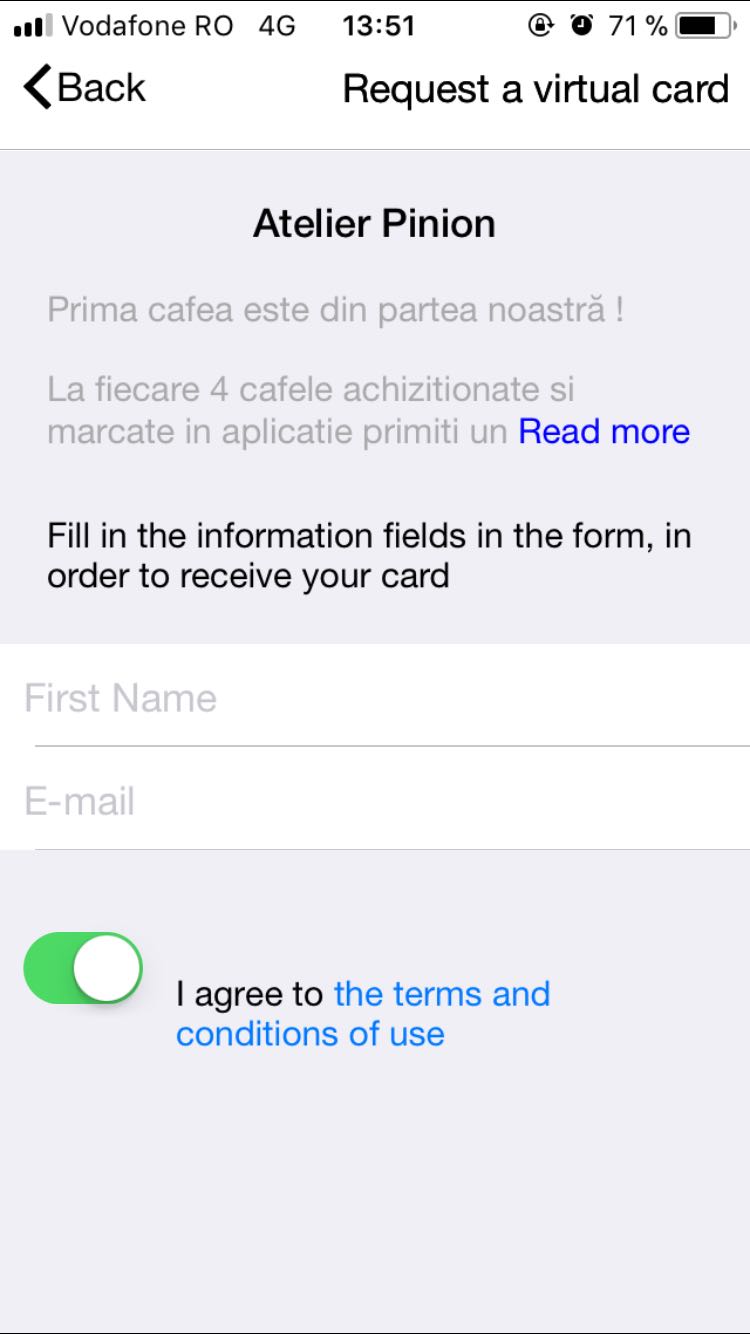 Vodafone RO 4G 13:51 71 %
Back Request a virtual card
Atelier Pinion
Prima cafea este din partea noastră !
La fiecare 4 cafele achizitionate si
marcate in aplicatie primiti un Read more
Fill in the information fields in the form, in
order to receive your card
First Name
E-mail
I agree to the terms and
conditions of use